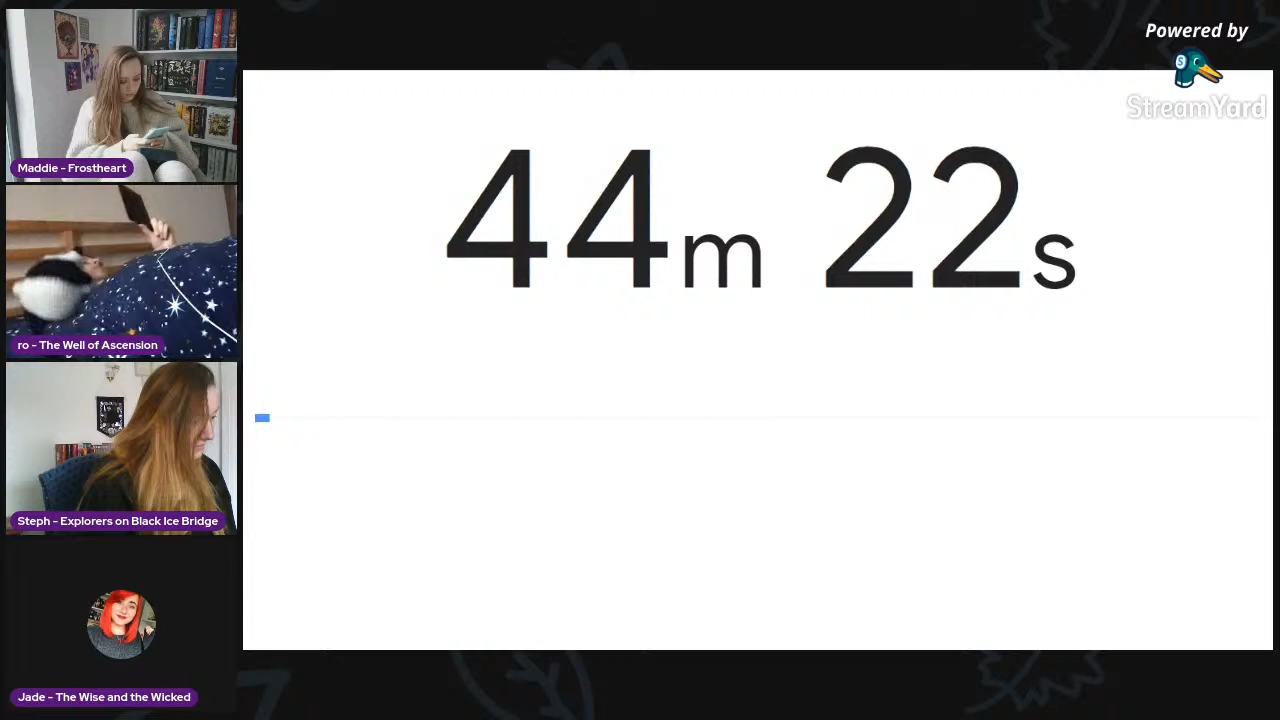 Powered by
StreamYard
44m 22s
Maddie - Frostheart
ro - The Well of Ascension
Steph - Explorers on Black Ice Bridge
Jade - The Wise and the Wicked